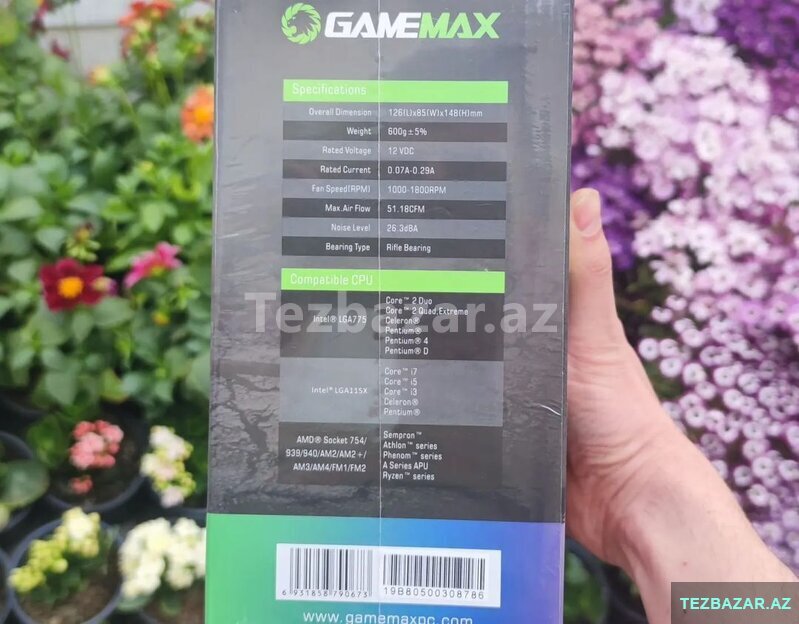 GAMEMAX
Specifications
Overall Dimension 126(L)x85(W)x148(H)mm
Weight 600g±5%
Rated Voltage 12 VDC
Rated Current 0.07A-0.29A
Fan Speed(RPM) 1000-1800RPM
Max.Air Flow 51.18CFM
Noise Level 26.3dBA
Bearing Type Rifle Bearing
Compatible CPU
Intel® LGA775
Core™ 2 Duo
Core™ 2 Quad,Extreme
Celeron®
Pentium®
Pentium® 4
Pentium® D
Intel® LGA115X
Core™ i7
Core™ i5
Core™ i3
Celeron®
Pentium®
AMD® Socket 754/
939/940/AM2/AM2+/
AM3/AM4/FM1/FM2
Sempron™
Athlon™ series
Phenom™ series
A Series APU
Ryzen™ series
6 931858 790673
19B80500308786
www.gamemaxpc.com
Tezbazar.az
TEZBAZAR.AZ